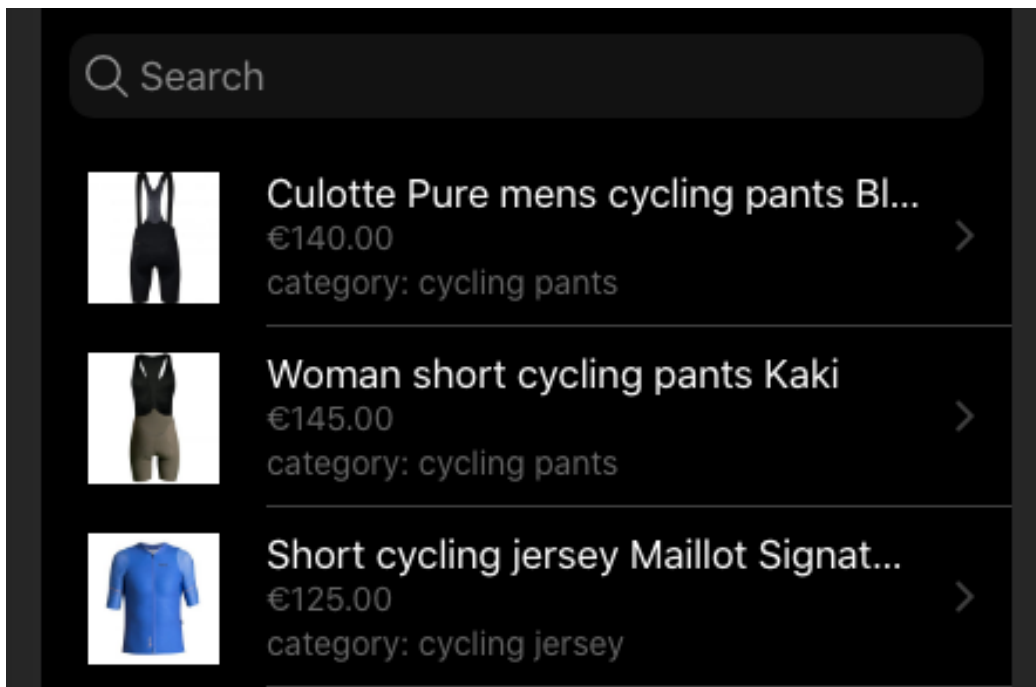 Search
Culotte Pure mens cycling pants Bl...
€140.00
category: cycling pants
Woman short cycling pants Kaki
€145.00
category: cycling pants
Short cycling jersey Maillot Signat...
€125.00
category: cycling jersey